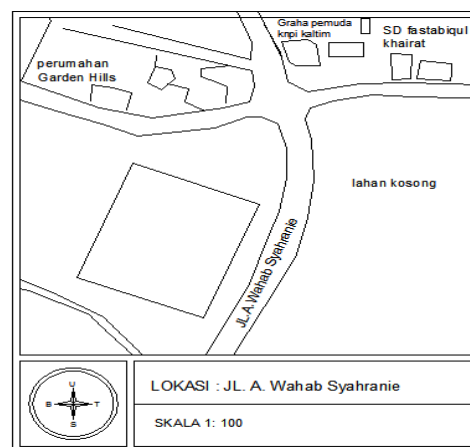 Graha pemuda
knpi kaltim
SD fastabiqul
khairat
perumahan
Garden Hills
lahan kosong
JL.A.Wahab Syahranie
U
B T
S
LOKASI : JL. A. Wahab Syahranie
SKALA 1: 100